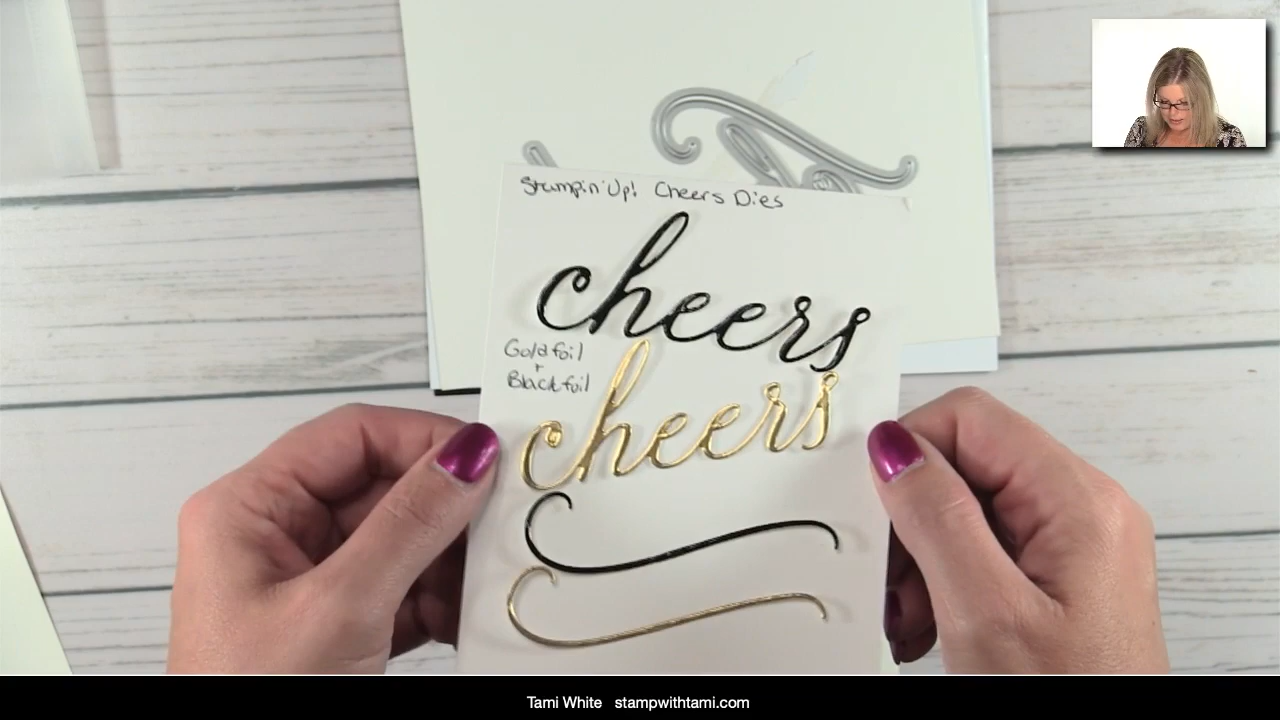 Stampin' Up! Cheers Dies
cheers
Gold foil
+
Black foil
cheers
Tami White stampwithtami.com